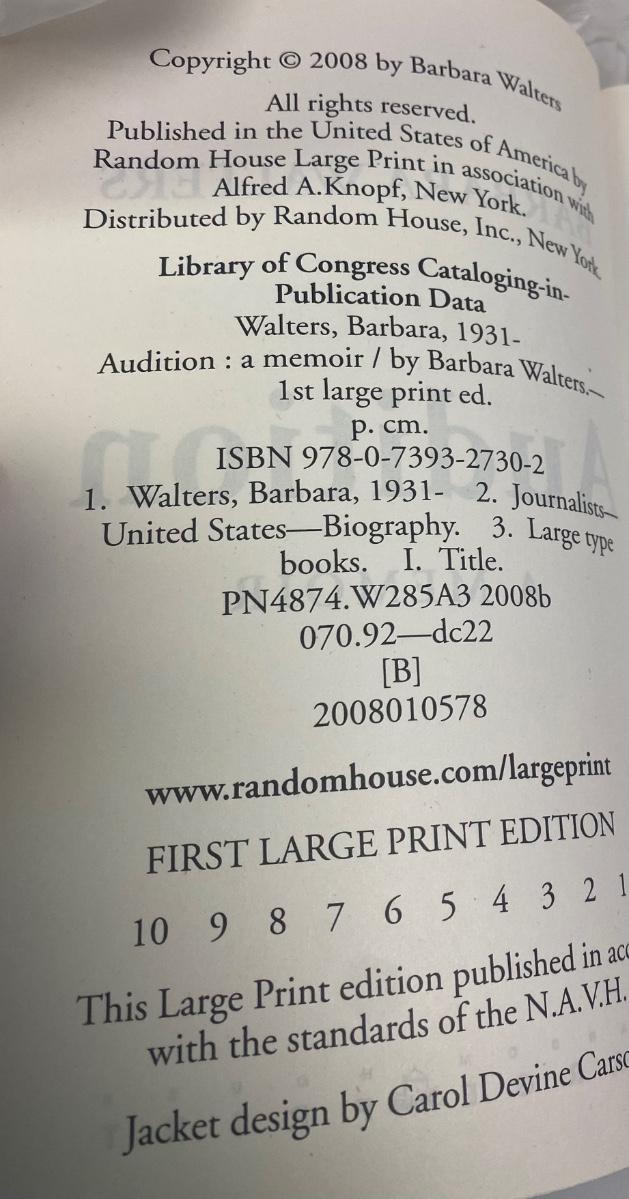 Copyright © 2008 by Barbara Walters
All rights reserved.
Published in the United States of America by
Random House Large Print in association with
Alfred A.Knopf, New York.
Distributed by Random House, Inc., New York
Library of Congress Cataloging-in-
Publication Data
Walters, Barbara, 1931-
Audition : a memoir / by Barbara Walters.—
1st large print ed.
p. cm.
ISBN 978-0-7393-2730-2
1. Walters, Barbara, 1931- 2. Journalists—
United States—Biography. 3. Large type
books. I. Title.
PN4874.W285A3 2008b
070.92—dc22
[B]
2008010578
www.randomhouse.com/largeprint
FIRST LARGE PRINT EDITION
10 9 8 7 6 5 4 3 2 1
This Large Print edition published in
with the standards of the N.A.V.H.
Jacket design by Carol Devine